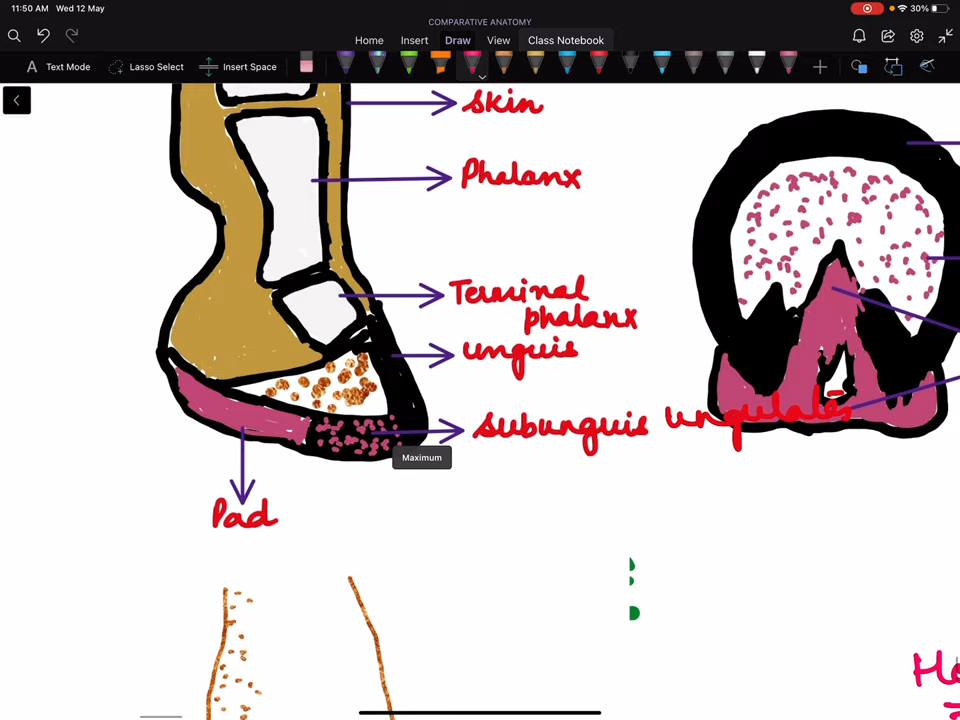 11:50 AM Wed 12 May
30%
COMPARATIVE ANATOMY
Home Insert Draw View Class Notebook
Text Mode Lasso Select Insert Space
Skin
Phalanx
Terminal
phalanx
unguis
Subunguis
ungulates
Maximum
Pad